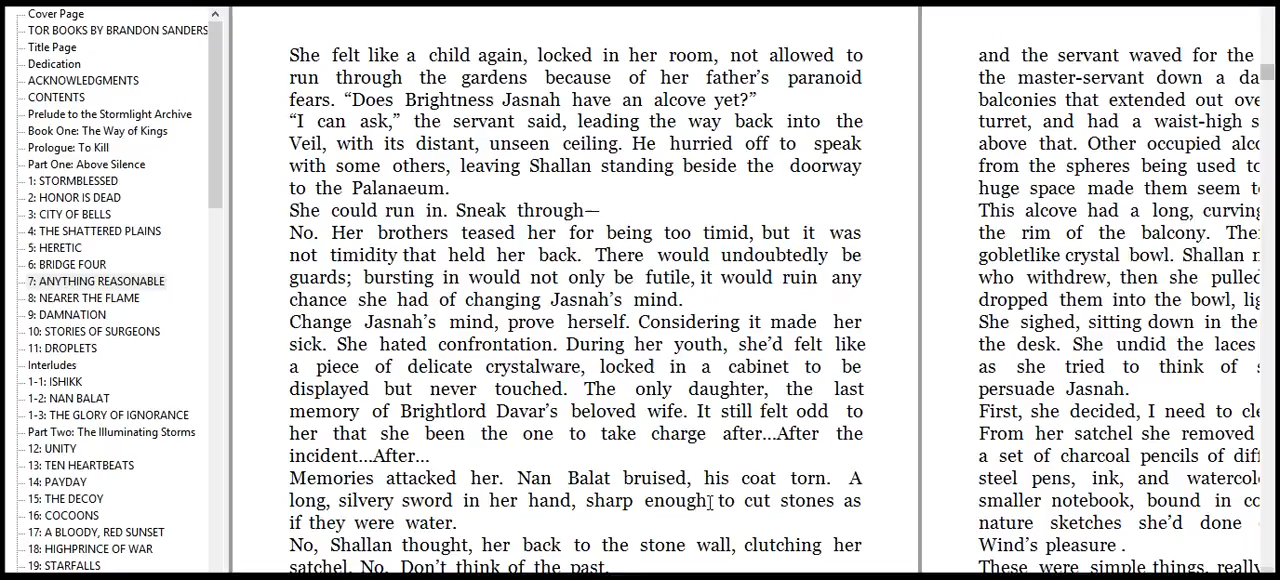 Cover Page
TOR BOOKS BY BRANDON SANDERS
Title Page
Dedication
ACKNOWLEDGMENTS
CONTENTS
Prelude to the Stormlight Archive
Book One: The Way of Kings
Prologue: To Kill
Part One: Above Silence
1: STORMBLESSED
2: HONOR IS DEAD
3: CITY OF BELLS
4: THE SHATTERED PLAINS
5: HERETIC
6: BRIDGE FOUR
7: ANYTHING REASONABLE
8: NEARER THE FLAME
9: DAMNATION
10: STORIES OF SURGEONS
11: DROPLETS
Interludes
1-1: ISHIKK
1-2: NAN BALAT
1-3: THE GLORY OF IGNORANCE
Part Two: The Illuminating Storms
12: UNITY
13: TEN HEARTBEATS
14: PAYDAY
15: THE DECOY
16: COCOONS
17: A BLOODY, RED SUNSET
18: HIGHPRINCE OF WAR
19: STARFALLS
She felt like a child again, locked in her room, not allowed to
run through the gardens because of her father’s paranoid
fears. “Does Brightness Jasnah have an alcove yet?”
“I can ask,” the servant said, leading the way back into the
Veil, with its distant, unseen ceiling. He hurried off to speak
with some others, leaving Shallan standing beside the doorway
to the Palanaeum.
She could run in. Sneak through—
No. Her brothers teased her for being too timid, but it was
not timidity that held her back. There would undoubtedly be
guards; bursting in would not only be futile, it would ruin any
chance she had of changing Jasnah’s mind.
Change Jasnah’s mind, prove herself. Considering it made her
sick. She hated confrontation. During her youth, she’d felt like
a piece of delicate crystalware, locked in a cabinet to be
displayed but never touched. The only daughter, the last
memory of Brightlord Davar’s beloved wife. It still felt odd to
her that she been the one to take charge after...After the
incident...After...
Memories attacked her. Nan Balat bruised, his coat torn. A
long, silvery sword in her hand, sharp enough to cut stones as
if they were water.
No, Shallan thought, her back to the stone wall, clutching her
satchel. No. Don’t think of the past.
and the servant waved for the
the master-servant down a da
balconies that extended out ove
turret, and had a waist-high s
above that. Other occupied alco
from the spheres being used to
huge space made them seem t
This alcove had a long, curving
the rim of the balcony. The
gobletlike crystal bowl. Shallan
who withdrew, then she pulled
dropped them into the bowl, lig
She sighed, sitting down in the
the desk. She undid the laces
as she tried to think of s
persuade Jasnah.
First, she decided, I need to cle
From her satchel she removed
a set of charcoal pencils of dif
steel pens, ink, and watercol
smaller notebook, bound in co
nature sketches she’d done
Wind’s pleasure .
These were simple things, really